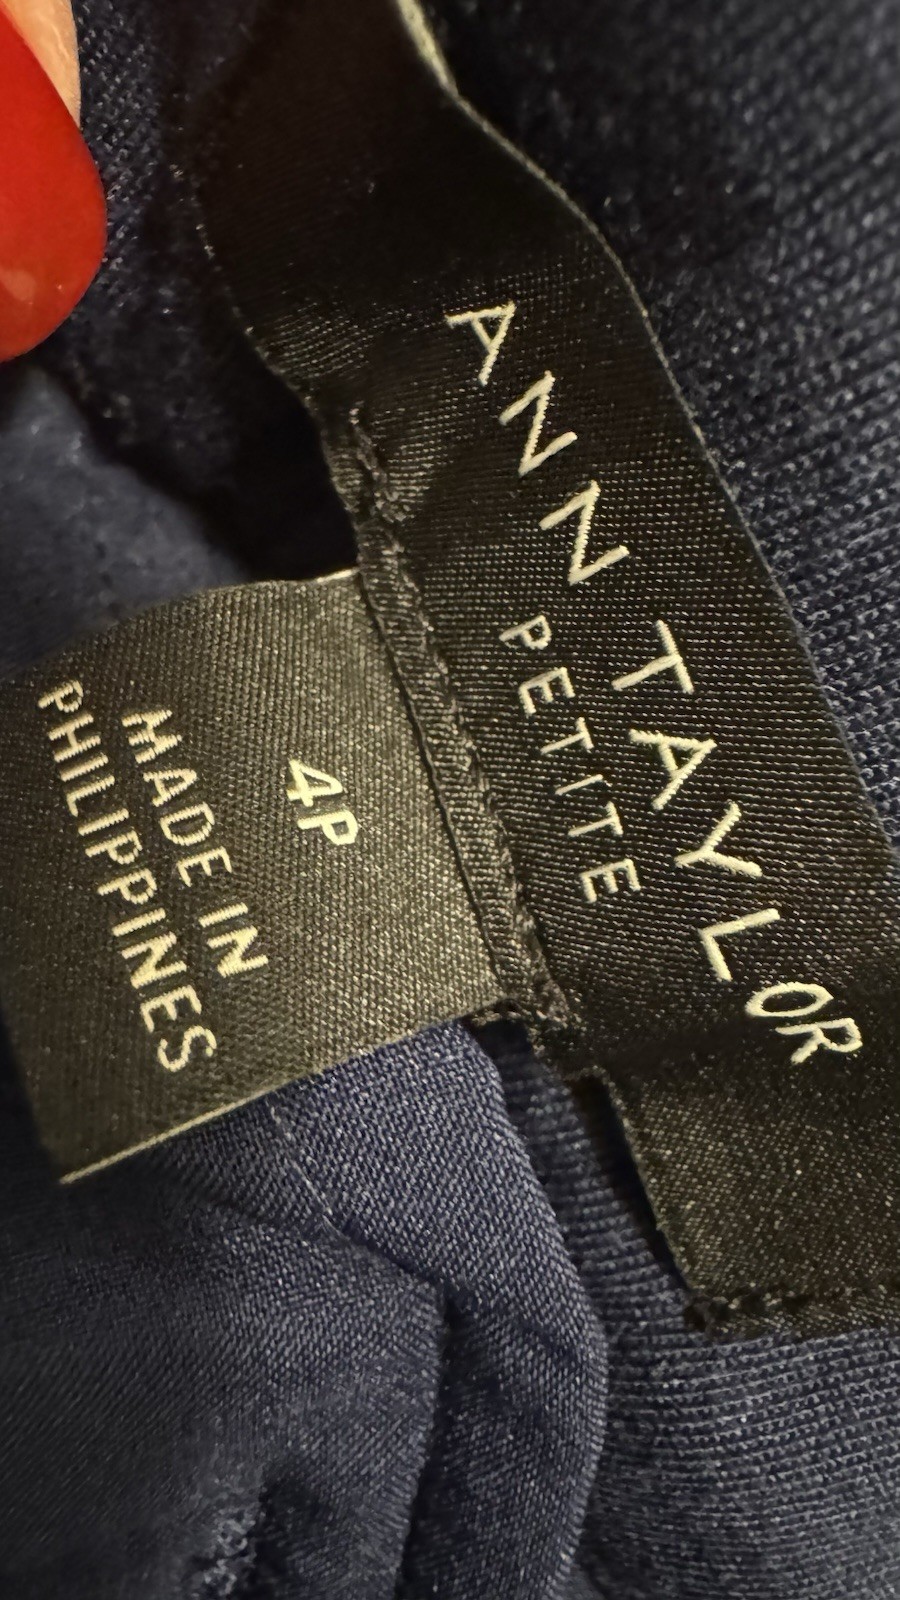 ANN TAYLOR
PETITE
4P
MADE IN
PHILIPPINES